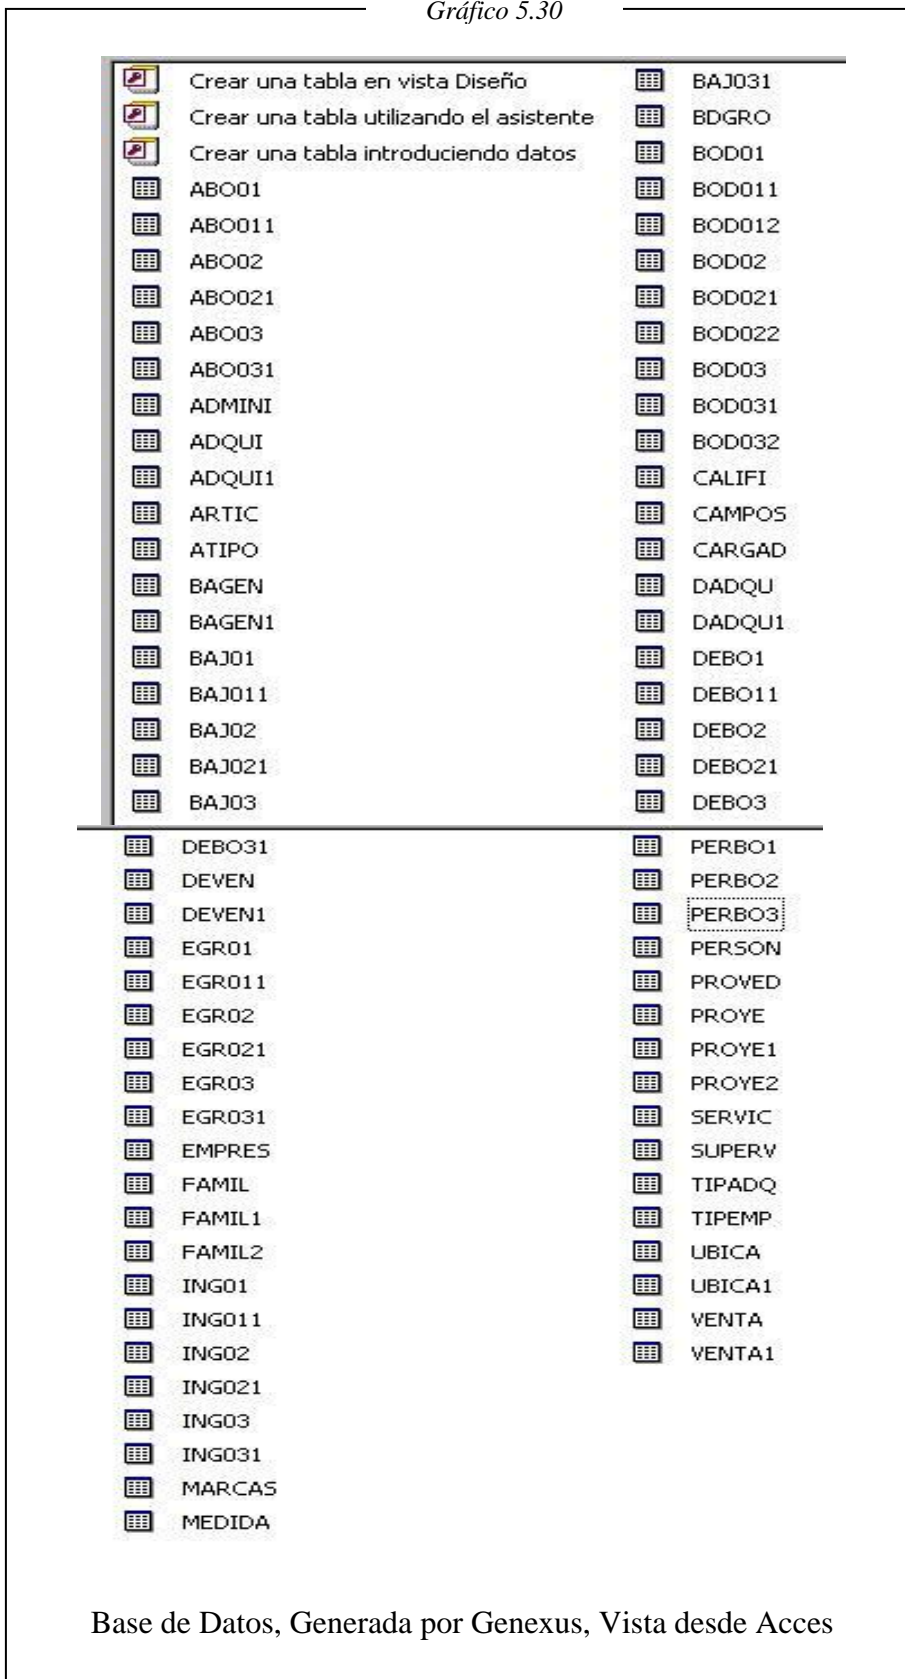 Gráfico 5.30
Crear una tabla en vista Diseño
Crear una tabla utilizando el asistente
Crear una tabla introduciendo datos
ABO01
ABO011
ABO02
ABO021
ABO03
ABO031
ADMINI
ADQUI
ADQUI1
ARTIC
ATIPO
BAGEN
BAGEN1
BAJ01
BAJ011
BAJ02
BAJ021
BAJ03
BAJ031
BDGRO
BOD01
BOD011
BOD012
BOD02
BOD021
BOD022
BOD03
BOD031
BOD032
CALIFI
CAMPOS
CARGAD
DADQU
DADQU1
DEBO1
DEBO11
DEBO2
DEBO21
DEBO3
DEBO31
DEVEN
DEVEN1
EGR01
EGR011
EGR02
EGR021
EGR03
EGR031
EMPRES
FAMIL
FAMIL1
FAMIL2
ING01
ING011
ING02
ING021
ING03
ING031
MARCAS
MEDIDA
PERBO1
PERBO2
PERBO3
PERSON
PROVED
PROYE
PROYE1
PROYE2
SERVIC
SUPERV
TIPADQ
TIPEMP
UBICA
UBICA1
VENTA
VENTA1
Base de Datos, Generada por Genexus, Vista desde Acces